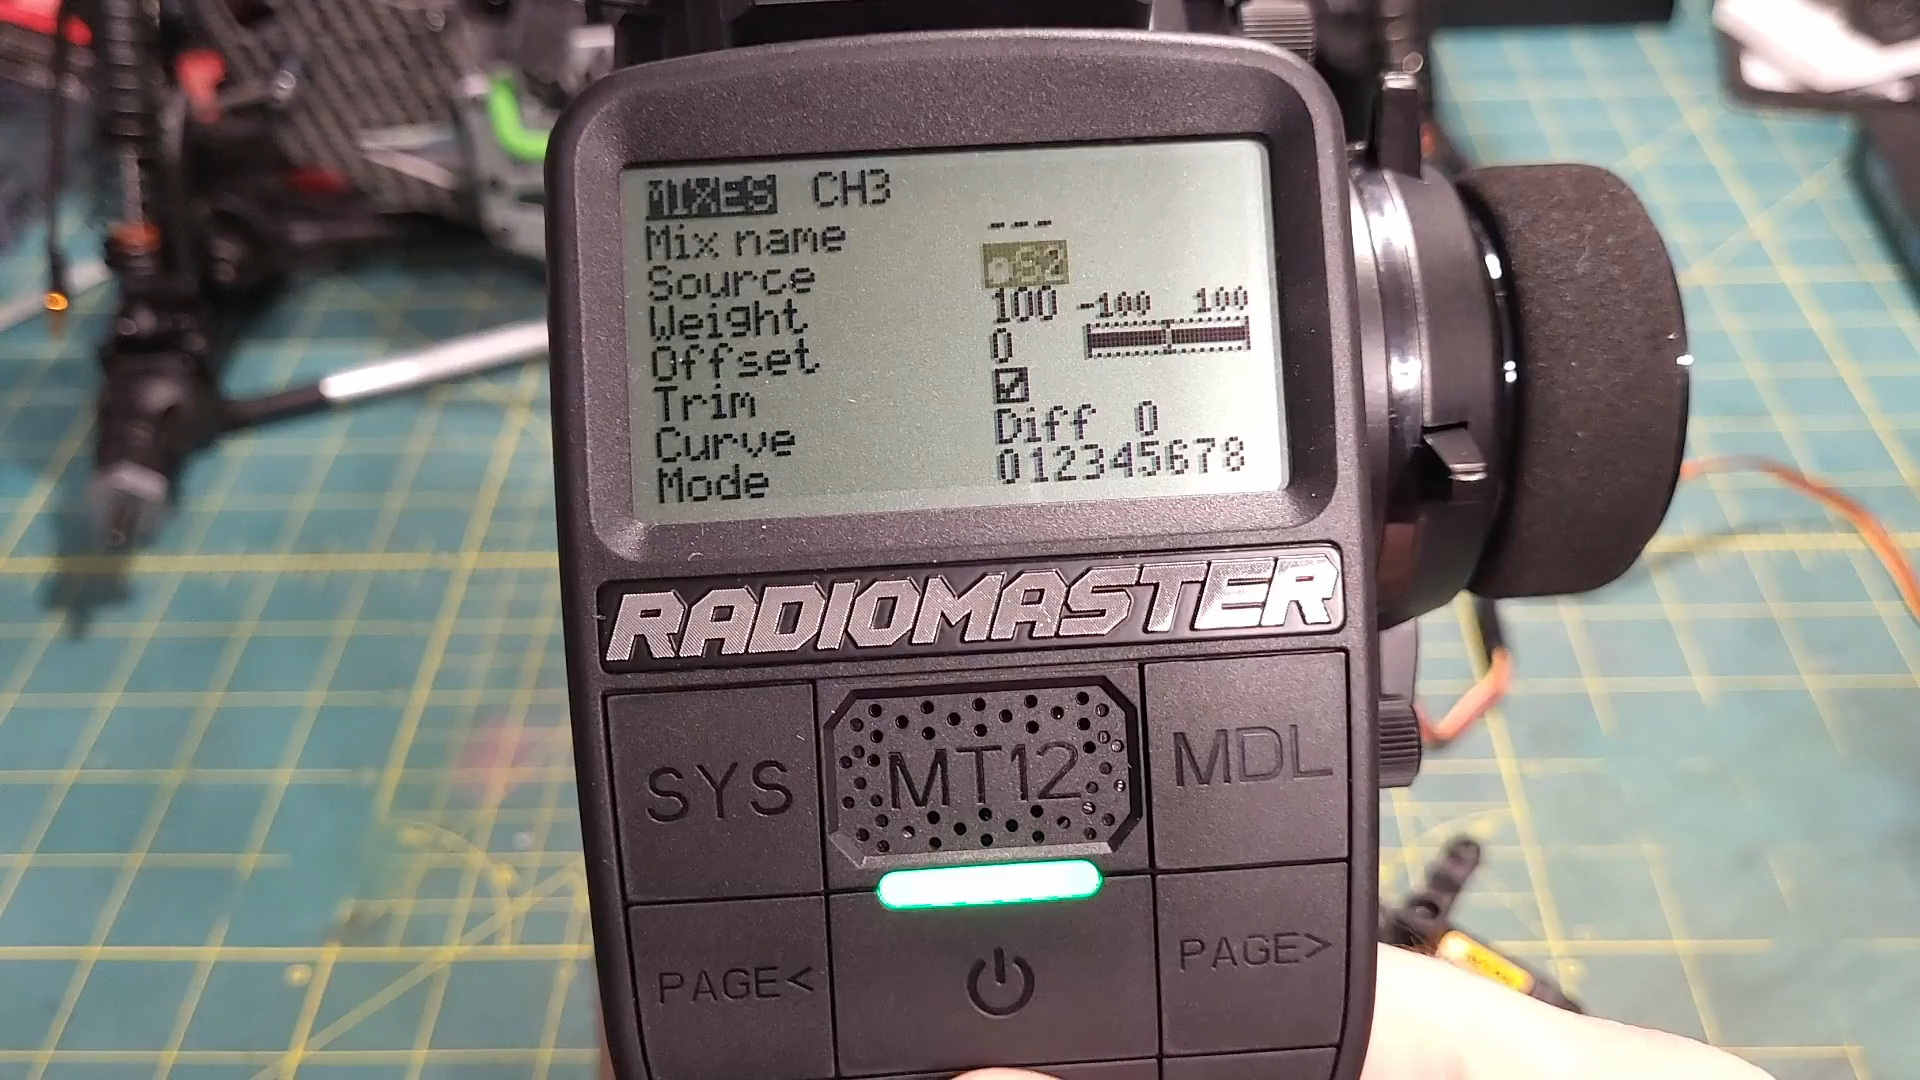 MIXES CH3
Mix name ---
Source
Weight 100 -100 100
Offset 0
Trim
Curve Diff 0
Mode 012345678
RADIOMASTER
SYS MT12 MDL
PAGE< PAGE>